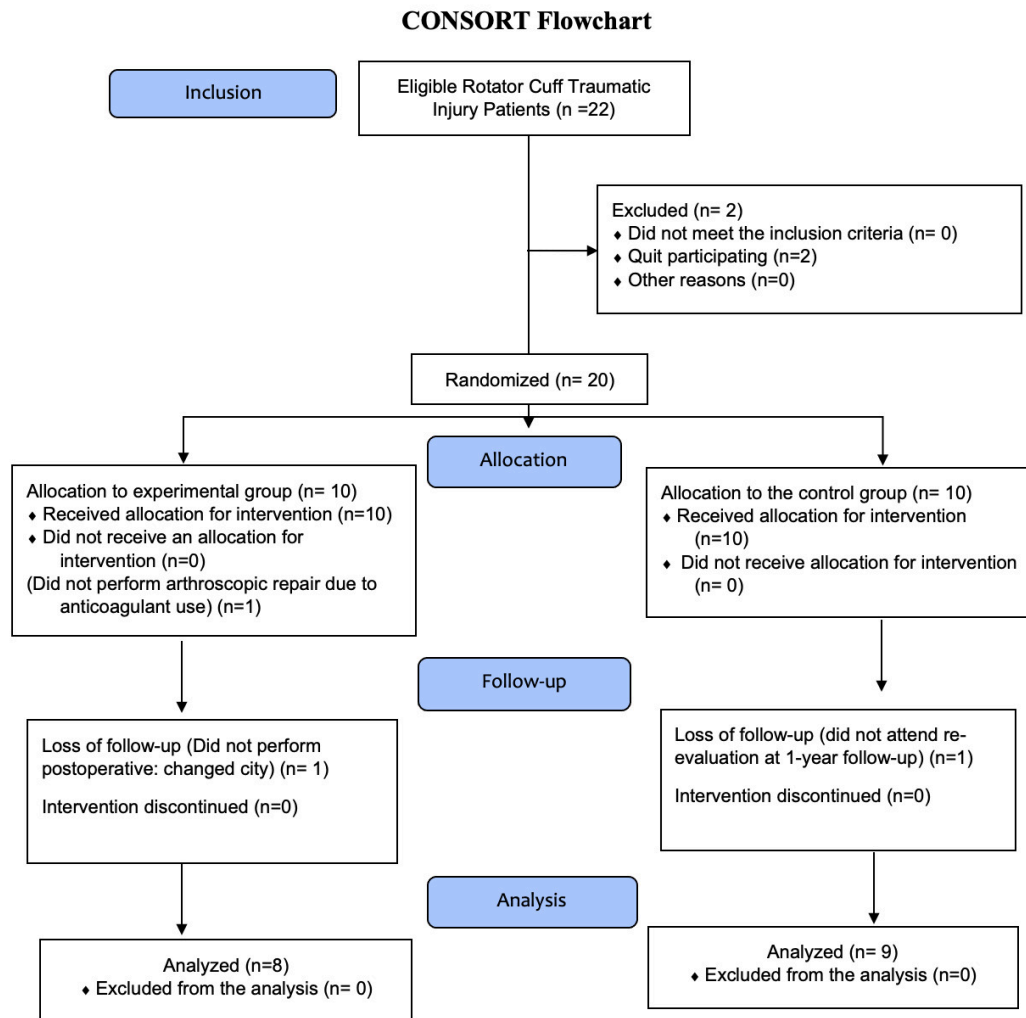 CONSORT Flowchart
Inclusion
Eligible Rotator Cuff Traumatic
Injury Patients (n =22)
Excluded (n= 2)
♦ Did not meet the inclusion criteria (n= 0)
♦ Quit participating (n=2)
♦ Other reasons (n=0)
Randomized (n= 20)
Allocation
Allocation to experimental group (n= 10)
♦ Received allocation for intervention (n=10)
♦ Did not receive an allocation for
intervention (n=0)
(Did not perform arthroscopic repair due to
anticoagulant use) (n=1)
Allocation to the control group (n= 10)
♦ Received allocation for intervention
(n=10)
♦ Did not receive allocation for intervention
(n= 0)
Follow-up
Loss of follow-up (Did not perform
postoperative: changed city) (n= 1)
Intervention discontinued (n=0)
Loss of follow-up (did not attend re-
evaluation at 1-year follow-up) (n=1)
Intervention discontinued (n=0)
Analysis
Analyzed (n=8)
♦ Excluded from the analysis (n= 0)
Analyzed (n= 9)
♦ Excluded from the analysis (n=0)